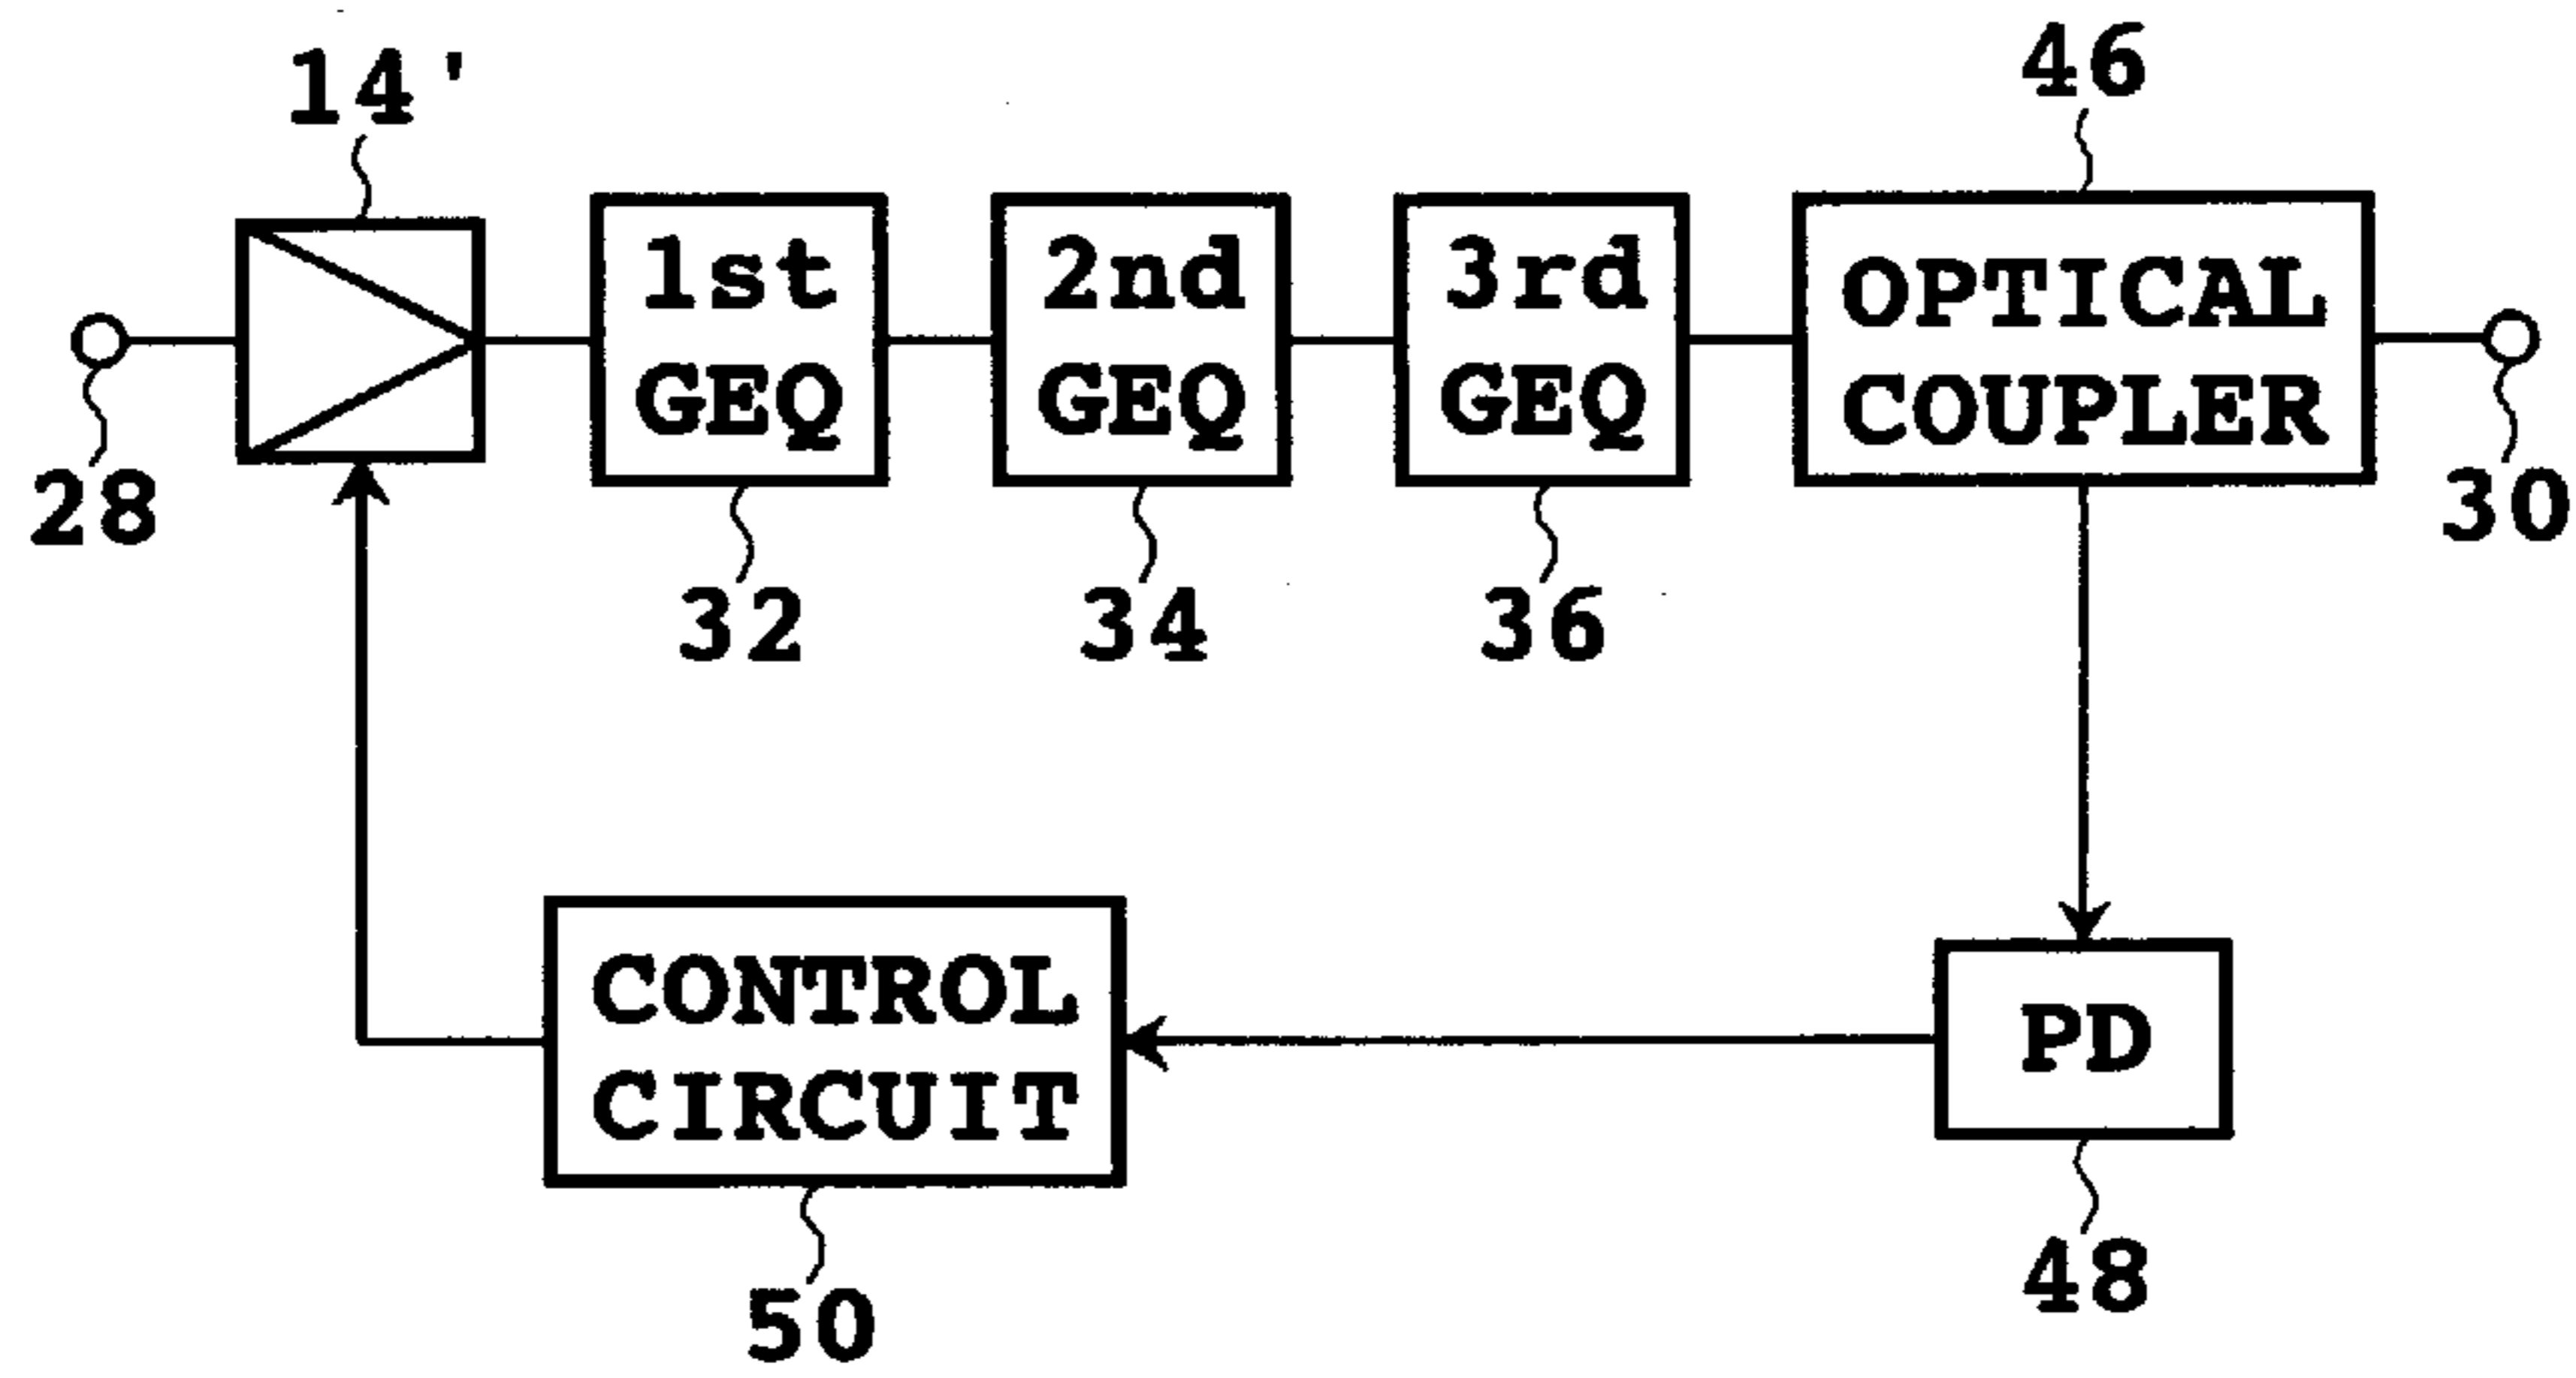 14'
46
1st
GEQ
2nd
GEQ
3rd
GEQ
OPTICAL
COUPLER
28
30
32
34
36
CONTROL
CIRCUIT
PD
48
50